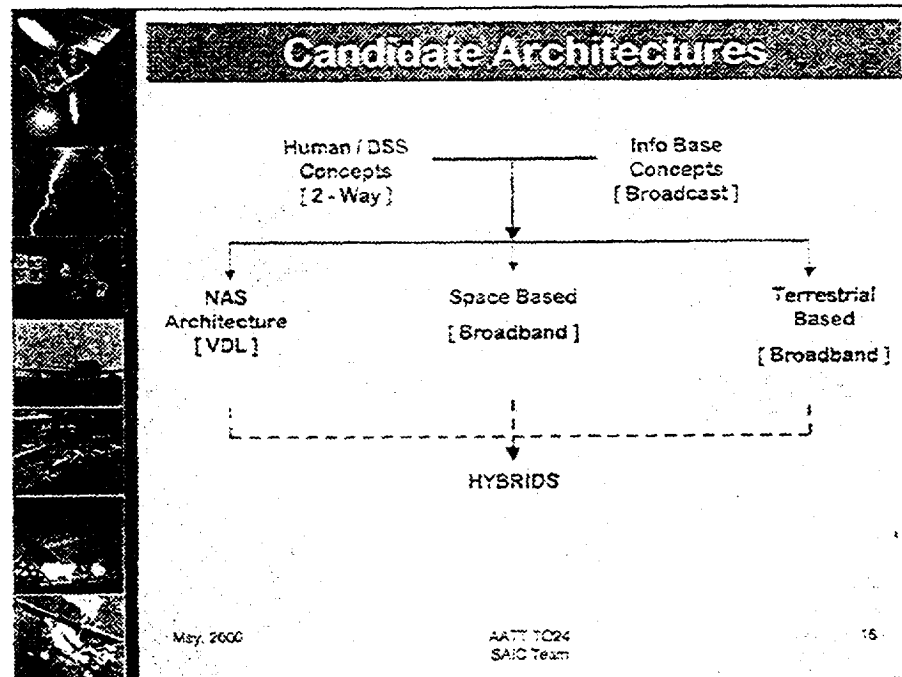 Candidate Architectures
Human / DSS
Concepts
[ 2 - Way ]
Info Base
Concepts
[ Broadcast ]
NAS
Architecture
[ VDL ]
Space Based
[ Broadband ]
Terrestrial
Based
[ Broadband ]
HYBRIDS
May, 2000
AATT TO24
SAIC Team